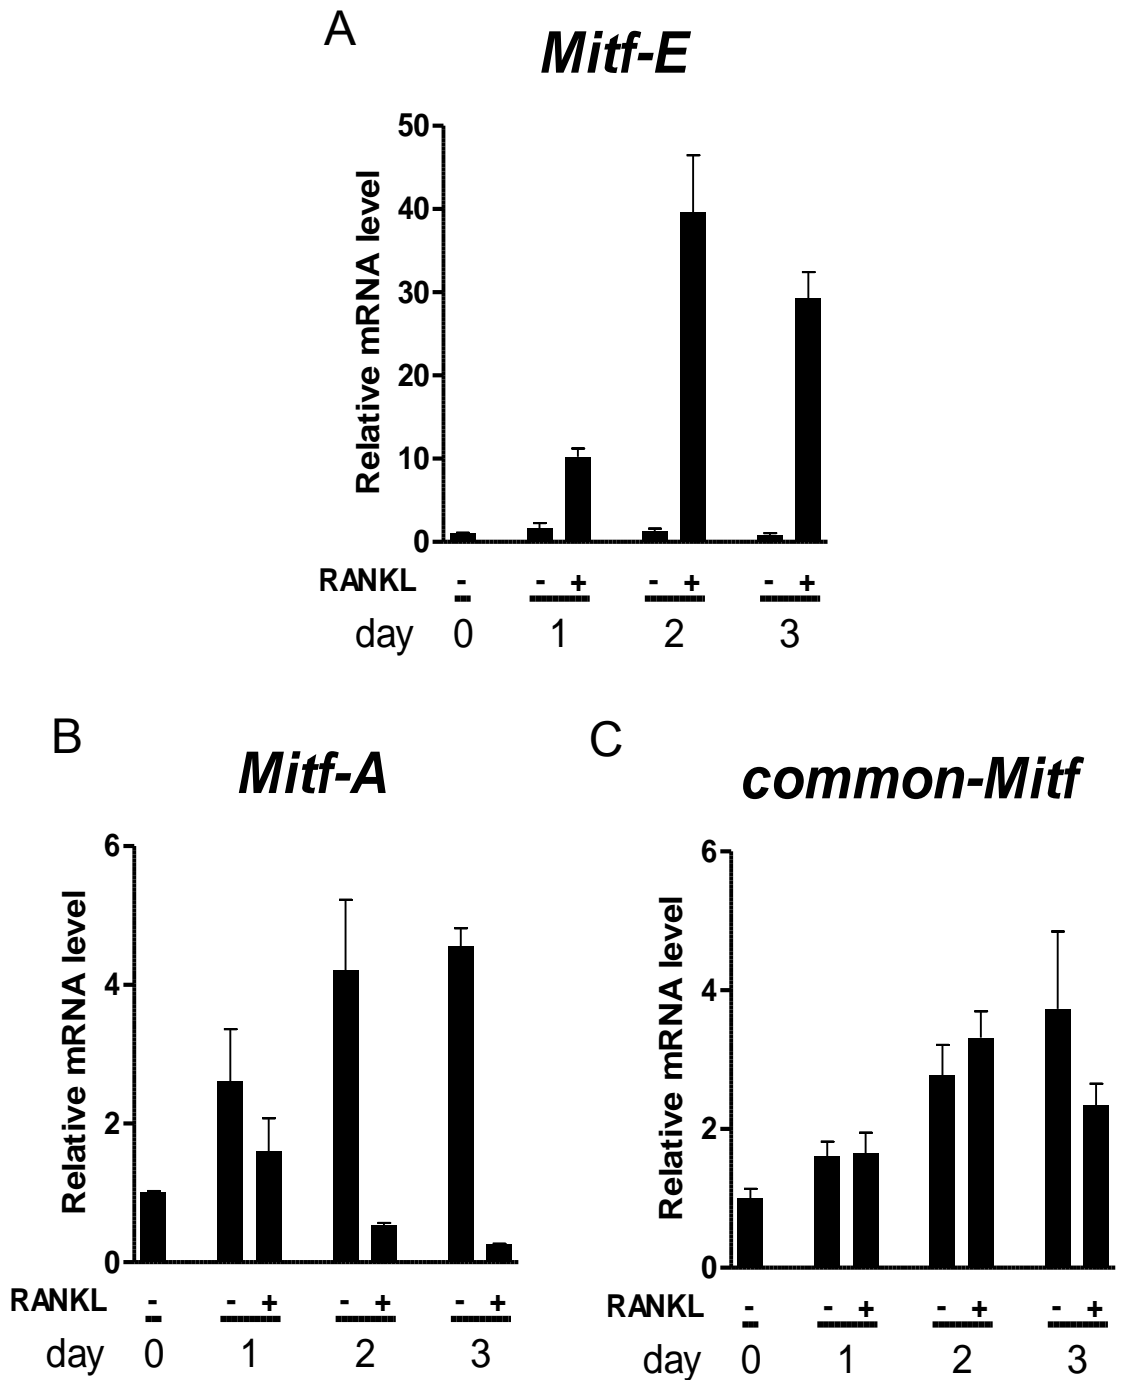 A
Mitf-E
50
40
30
20
10
0
Relative mRNA level
RANKL - - + - + - +
day 0 1 2 3
B
Mitf-A
6
4
2
0
Relative mRNA level
RANKL - - + - + - +
day 0 1 2 3
C
common-Mitf
6
4
2
0
Relative mRNA level
RANKL - - + - + - +
day 0 1 2 3